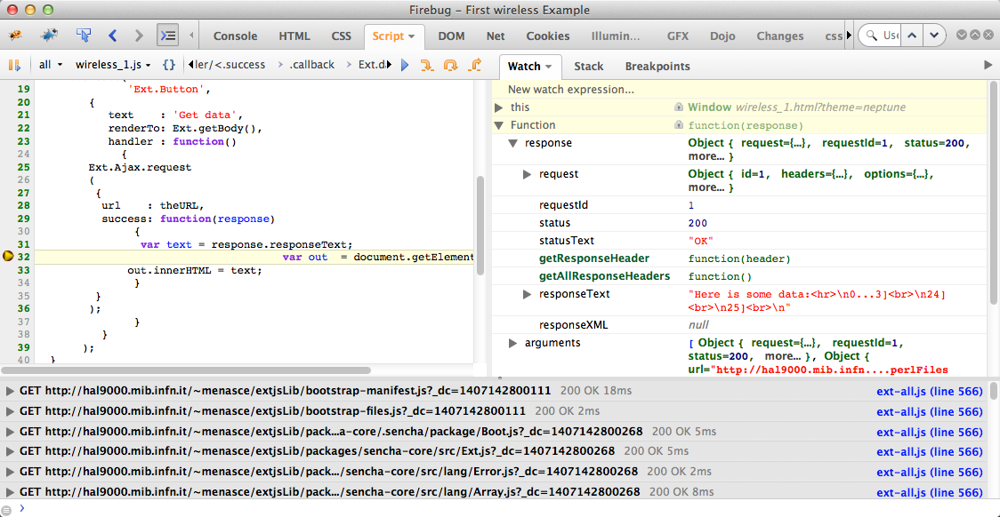 Firebug – First wireless Example
Console HTML CSS Script DOM Net Cookies Illumin... GFX Dojo Changes css
all wireless_1.js {} ler/<.success > .callback > Ext.d
Watch Stack Breakpoints
19 'Ext.Button',
20 {
21 text : 'Get data',
22 renderTo: Ext.getBody(),
23 handler : function()
24 {
25 Ext.Ajax.request
26 (
27 {
28 url : theURL,
29 success: function(response)
30 {
31 var text = response.responseText;
32 var out = document.getElement
33 out.innerHTML = text;
34 }
35 }
36 );
37 }
38 }
39 );
40 }
New watch expression...
this Window wireless_1.html?theme=neptune
Function function(response)
response Object { request={...}, requestId=1, status=200,
more... }
request Object { id=1, headers={...}, options={...},
more... }
requestId 1
status 200
statusText "OK"
getResponseHeader function(header)
getAllResponseHeaders function()
responseText "Here is some data:<hr>\n0...3]<br>\n24]
<br>\n25]<br>\n"
responseXML null
arguments [ Object { request={...}, requestId=1,
status=200, more... }, Object {
url="http://hal9000.mib.infn....perlFiles
GET http://hal9000.mib.infn.it/~menasce/extjsLib/bootstrap-manifest.js?_dc=1407142800111 200 OK 18ms ext-all.js (line 566)
GET http://hal9000.mib.infn.it/~menasce/extjsLib/bootstrap-files.js?_dc=1407142800111 200 OK 2ms ext-all.js (line 566)
GET http://hal9000.mib.infn.it/~menasce/extjsLib/pack...a-core/.sencha/package/Boot.js?_dc=1407142800268 200 OK 5ms ext-all.js (line 566)
GET http://hal9000.mib.infn.it/~menasce/extjsLib/packages/sencha-core/src/Ext.js?_dc=1407142800268 200 OK 5ms ext-all.js (line 566)
GET http://hal9000.mib.infn.it/~menasce/extjsLib/pack.../sencha-core/src/lang/Error.js?_dc=1407142800268 200 OK 2ms ext-all.js (line 566)
GET http://hal9000.mib.infn.it/~menasce/extjsLib/pack.../sencha-core/src/lang/Array.js?_dc=1407142800268 200 OK 8ms ext-all.js (line 566)